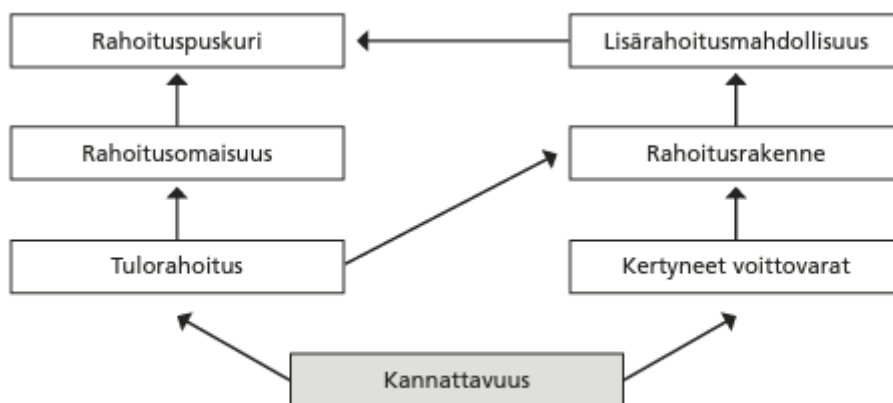 Rahoituspuskuri
Lisärahoitusmahdollisuus
Rahoitusomaisuus
Rahoitusrakenne
Tulorahoitus
Kertyneet voittovarat
Kannattavuus